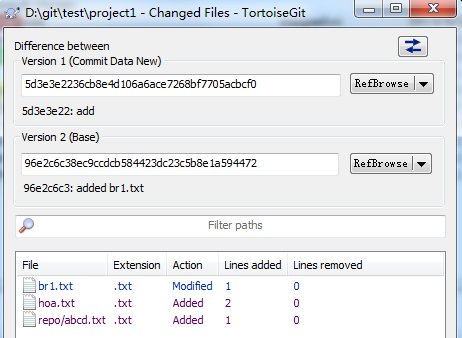 D:\git\test\project1 - Changed Files - TortoiseGit
Difference between
Version 1 (Commit Data New)
5d3e3e2236cb8e4d106a6ace7268bf7705acbcf0
RefBrowse
5d3e3e22: add
Version 2 (Base)
96e2c6c38ec9ccdcb584423dc23c5b8e1a594472
RefBrowse
96e2c6c3: added br1.txt
Filter paths
File Extension Action Lines added Lines removed
br1.txt .txt Modified 1 0
hoa.txt .txt Added 2 0
repo/abcd.txt .txt Added 1 0